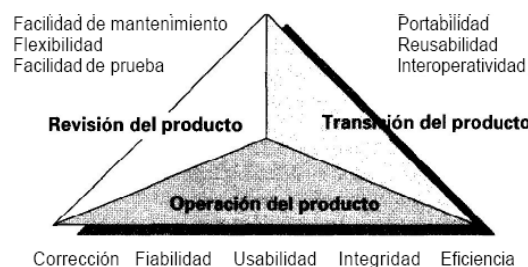 Facilidad de mantenimiento
Flexibilidad
Facilidad de prueba
Portabilidad
Reusabilidad
Interoperatividad
Revisión del producto
Transición del producto
Operación del producto
Corrección Fiabilidad Usabilidad Integridad Eficiencia